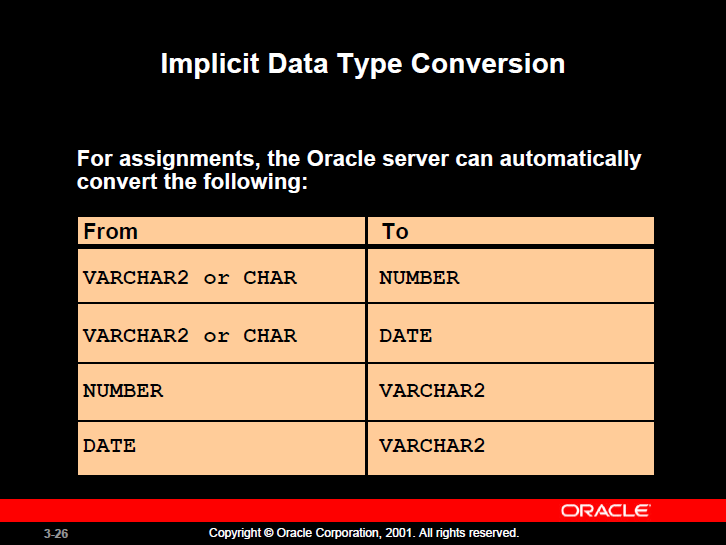 Implicit Data Type Conversion
For assignments, the Oracle server can automatically
convert the following:
From To
VARCHAR2 or CHAR NUMBER
VARCHAR2 or CHAR DATE
NUMBER VARCHAR2
DATE VARCHAR2
ORACLE
3-26 Copyright © Oracle Corporation, 2001. All rights reserved.